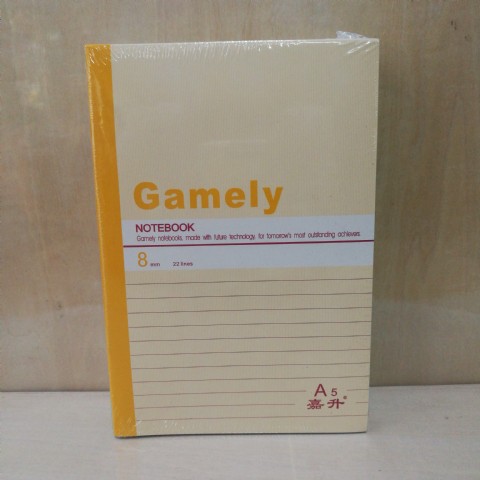 Gamely
NOTEBOOK
Gamely notebooks, made with future technology, for tomorrow's most outstanding achievers
8 mm 22 lines
A5
嘉升®